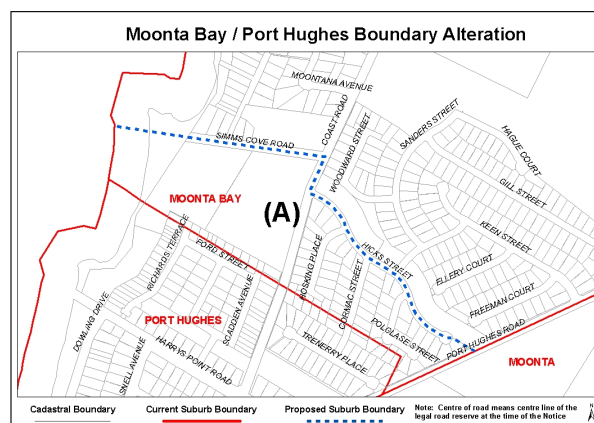 Moonta Bay / Port Hughes Boundary Alteration
MOONTANA AVENUE
COAST ROAD
SIMMS COVE ROAD
WOODWARD STREET
SANDERS STREET
HAGUE COURT
GILL STREET
MOONTA BAY
(A)
KEEN STREET
RICHARDS TERRACE
FORD STREET
HOSKING PLACE
HICKS STREET
CORMAC STREET
ELLERY COURT
DOWLING DRIVE
SCADDEN AVENUE
FREEMAN COURT
PORT HUGHES
POLGLASE STREET
PORT HUGHES ROAD
SNELL AVENUE
HARRYS POINT ROAD
TRENERRY PLACE
MOONTA
Cadastral Boundary
Current Suburb Boundary
Proposed Suburb Boundary
Note: Centre of road means centre line of the
legal road reserve at the time of the Notice
N